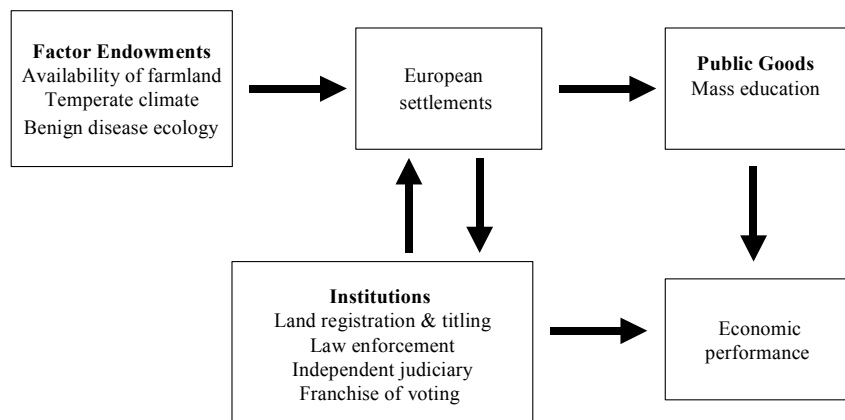 Factor Endowments
Availability of farmland
Temperate climate
Benign disease ecology
European
settlements
Public Goods
Mass education
Institutions
Land registration & titling
Law enforcement
Independent judiciary
Franchise of voting
Economic
performance